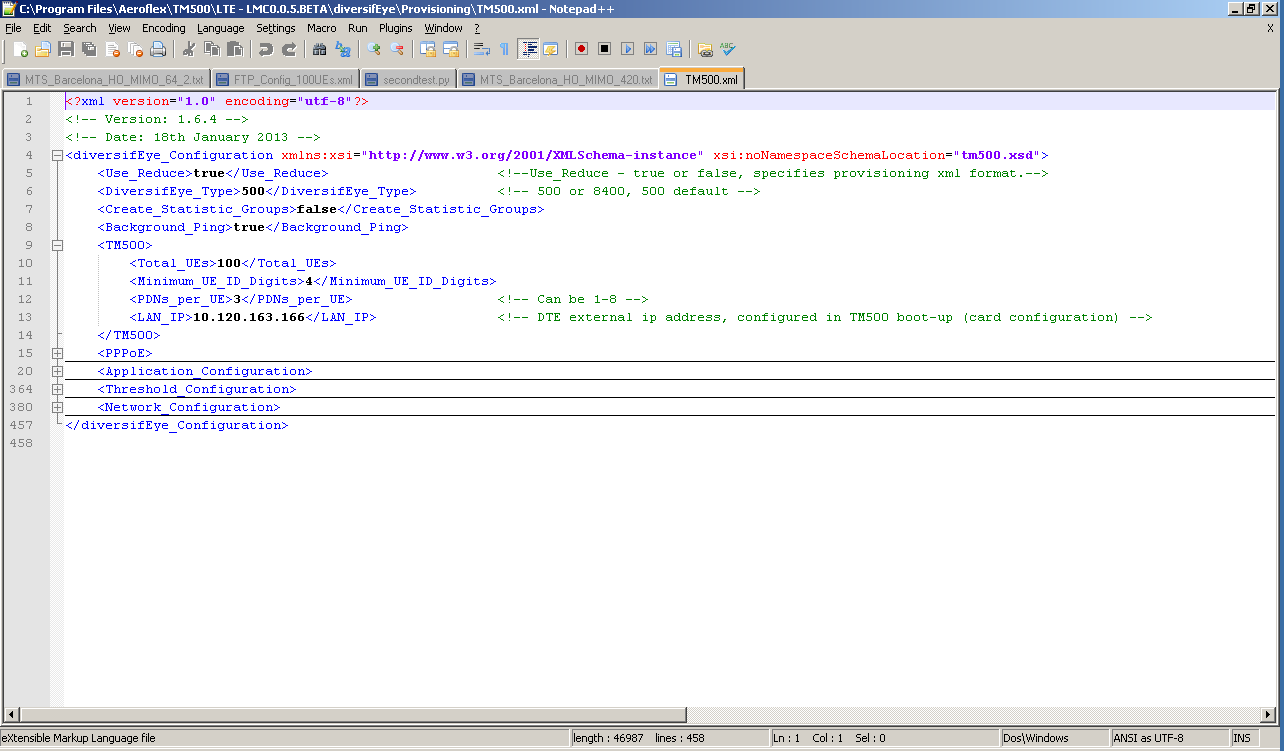 C:\Program Files\Aeroflex\TM500\LTE - LMC0.0.5.BETA\diversifEye\Provisioning\TM500.xml - Notepad++
File Edit Search View Encoding Language Settings Macro Run Plugins Window ? X
MTS_Barcelona_HO_MIMO_64_2.txt FTP_Config_100UEs.xml secondtest.py MTS_Barcelona_HO_MIMO_420.txt TM500.xml
1 <?xml version="1.0" encoding="utf-8"?>
2 <!-- Version: 1.6.4 -->
3 <!-- Date: 18th January 2013 -->
4 <diversifEye_Configuration xmlns:xsi="http://www.w3.org/2001/XMLSchema-instance" xsi:noNamespaceSchemaLocation="tm500.xsd">
5 <Use_Reduce>true</Use_Reduce> <!--Use_Reduce - true or false, specifies provisioning xml format.-->
6 <DiversifEye_Type>500</DiversifEye_Type> <!-- 500 or 8400, 500 default -->
7 <Create_Statistic_Groups>false</Create_Statistic_Groups>
8 <Background_Ping>true</Background_Ping>
9 <TM500>
10 <Total_UEs>100</Total_UEs>
11 <Minimum_UE_ID_Digits>4</Minimum_UE_ID_Digits>
12 <PDNs_per_UE>3</PDNs_per_UE> <!-- Can be 1-8 -->
13 <LAN_IP>10.120.163.166</LAN_IP> <!-- DTE external ip address, configured in TM500 boot-up (card configuration) -->
14 </TM500>
15 <PPPoE>
20 <Application_Configuration>
364 <Threshold_Configuration>
380 <Network_Configuration>
457 </diversifEye_Configuration>
458
eXtensible Markup Language file length : 46987 lines : 458 Ln : 1 Col : 1 Sel : 0 Dos\Windows ANSI as UTF-8 INS